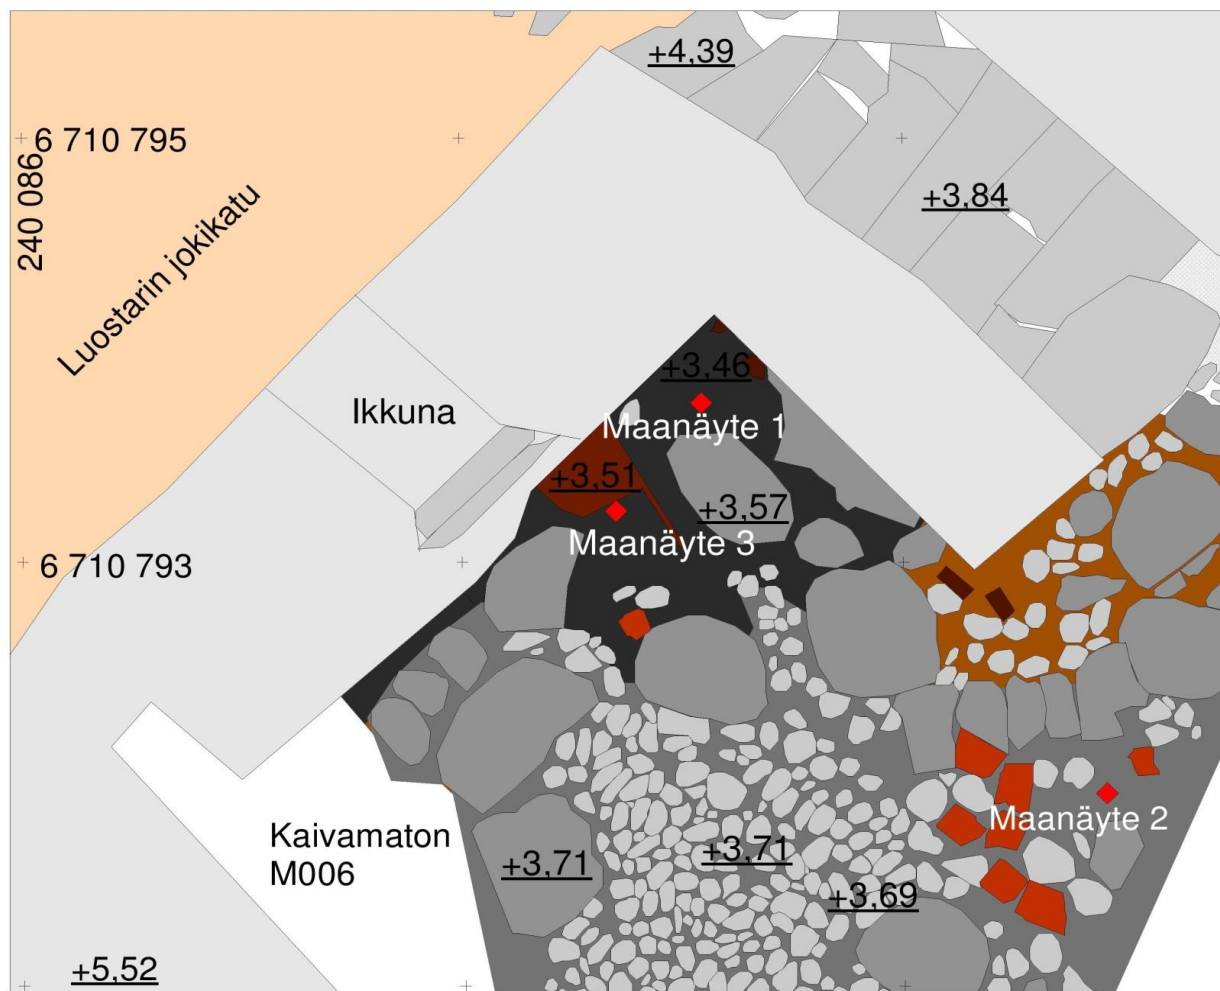 +4,39
6 710 795
240 086
Luostarin jokikatu
+3,84
+3,46
Ikkuna
Maanäyte 1
+3,51
+3,57
Maanäyte 3
6 710 793
Maanäyte 2
Kaivamaton
M006
+3,71
+3,71
+3,69
+5,52